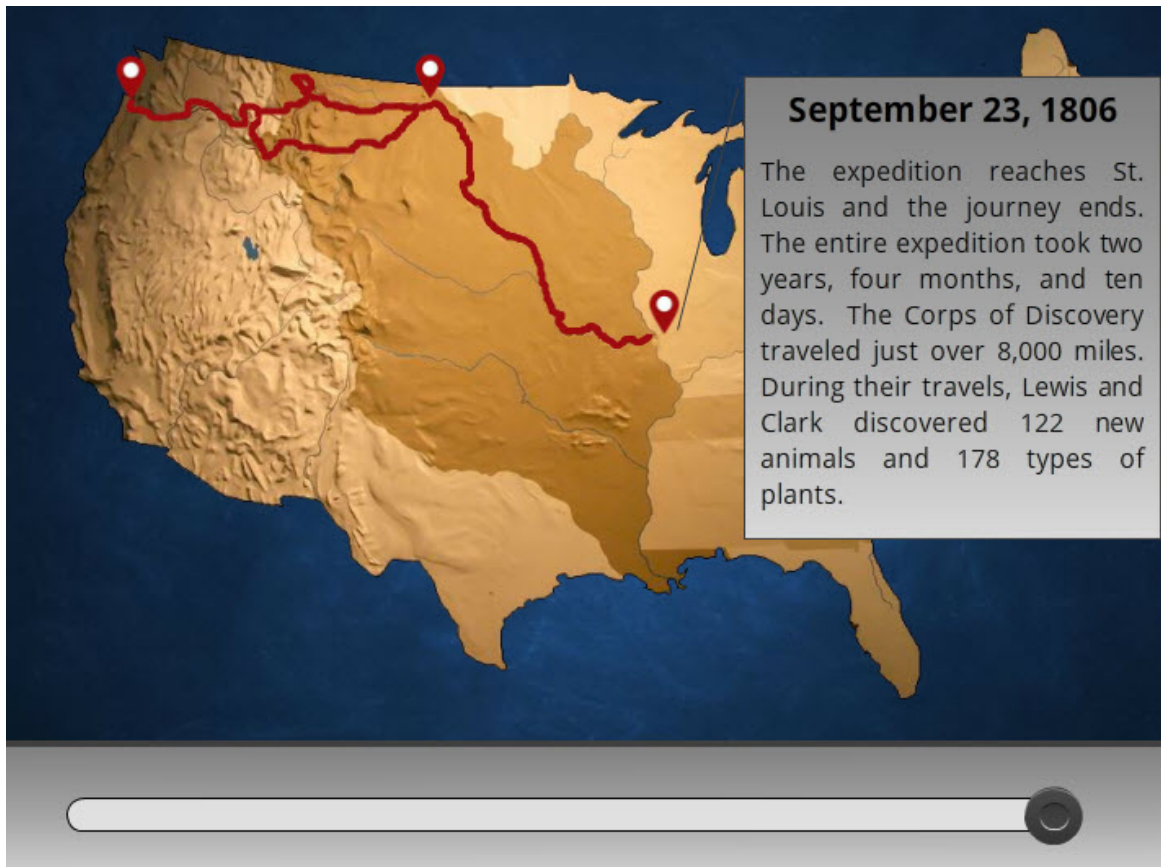 September 23, 1806
The expedition reaches St.
Louis and the journey ends.
The entire expedition took two
years, four months, and ten
days. The Corps of Discovery
traveled just over 8,000 miles.
During their travels, Lewis and
Clark discovered 122 new
animals and 178 types of
plants.